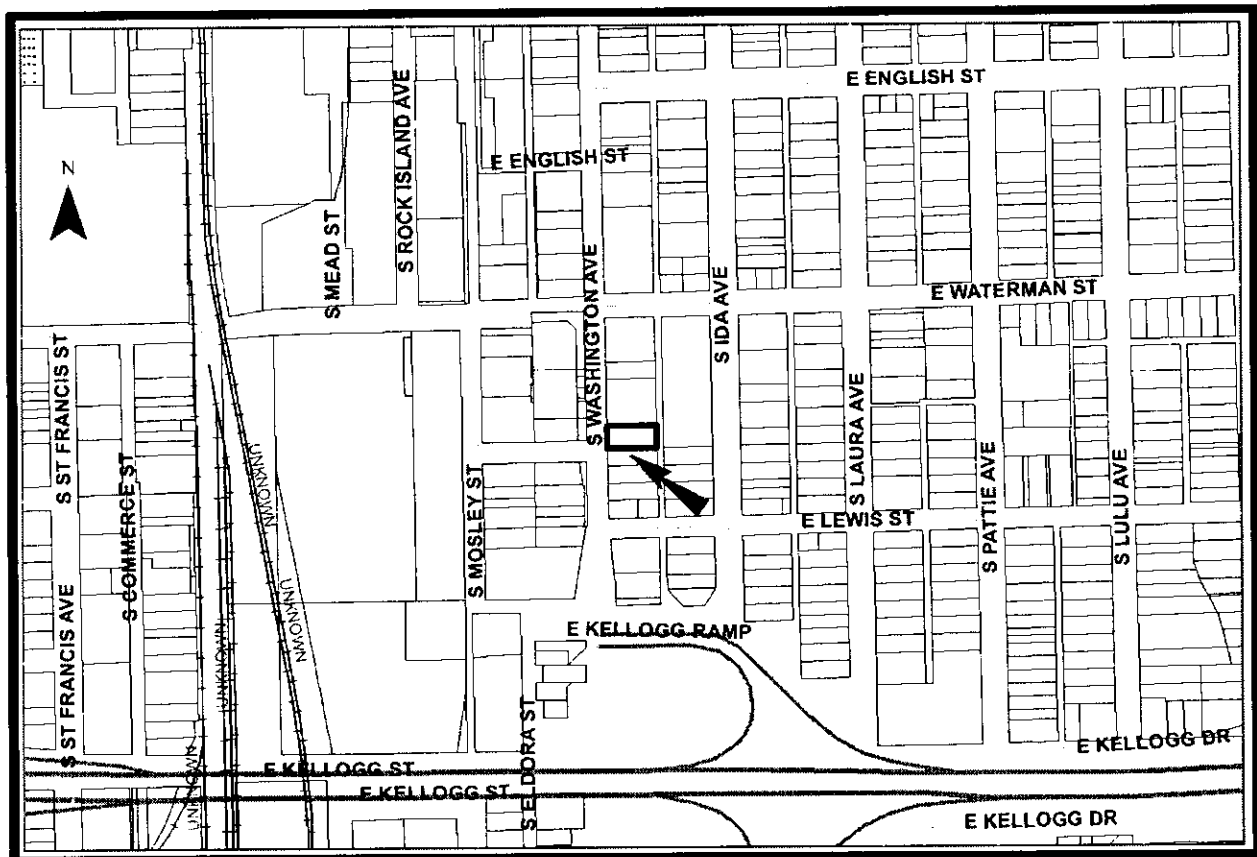 E ENGLISH ST
S ROCK ISLAND AVE
E ENGLISH ST
N
S MEAD ST
S WASHINGTON AVE
S IDA AVE
E WATERMAN ST
S ST FRANCIS ST
S COMMERCE ST
UNKNOWN
S MOSLEY ST
S LAURA AVE
S PATTIE AVE
S LULU AVE
E LEWIS ST
UNKNOWN
UNKNOWN
S ST FRANCIS AVE
E KELLOGG RAMP
S ELDORA ST
UNKNOWN
E KELLOGG DR
E KELLOGG ST
E KELLOGG ST
E KELLOGG DR